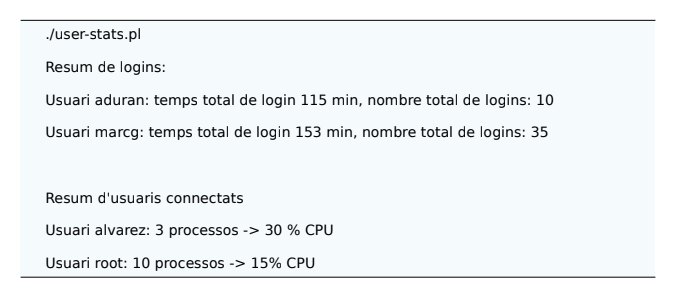 ./user-stats.pl
Resum de logins:
Usuari aduran: temps total de login 115 min, nombre total de logins: 10
Usuari marcg: temps total de login 153 min, nombre total de logins: 35
Resum d'usuaris connectats
Usuari alvarez: 3 processos -> 30 % CPU
Usuari root: 10 processos -> 15% CPU